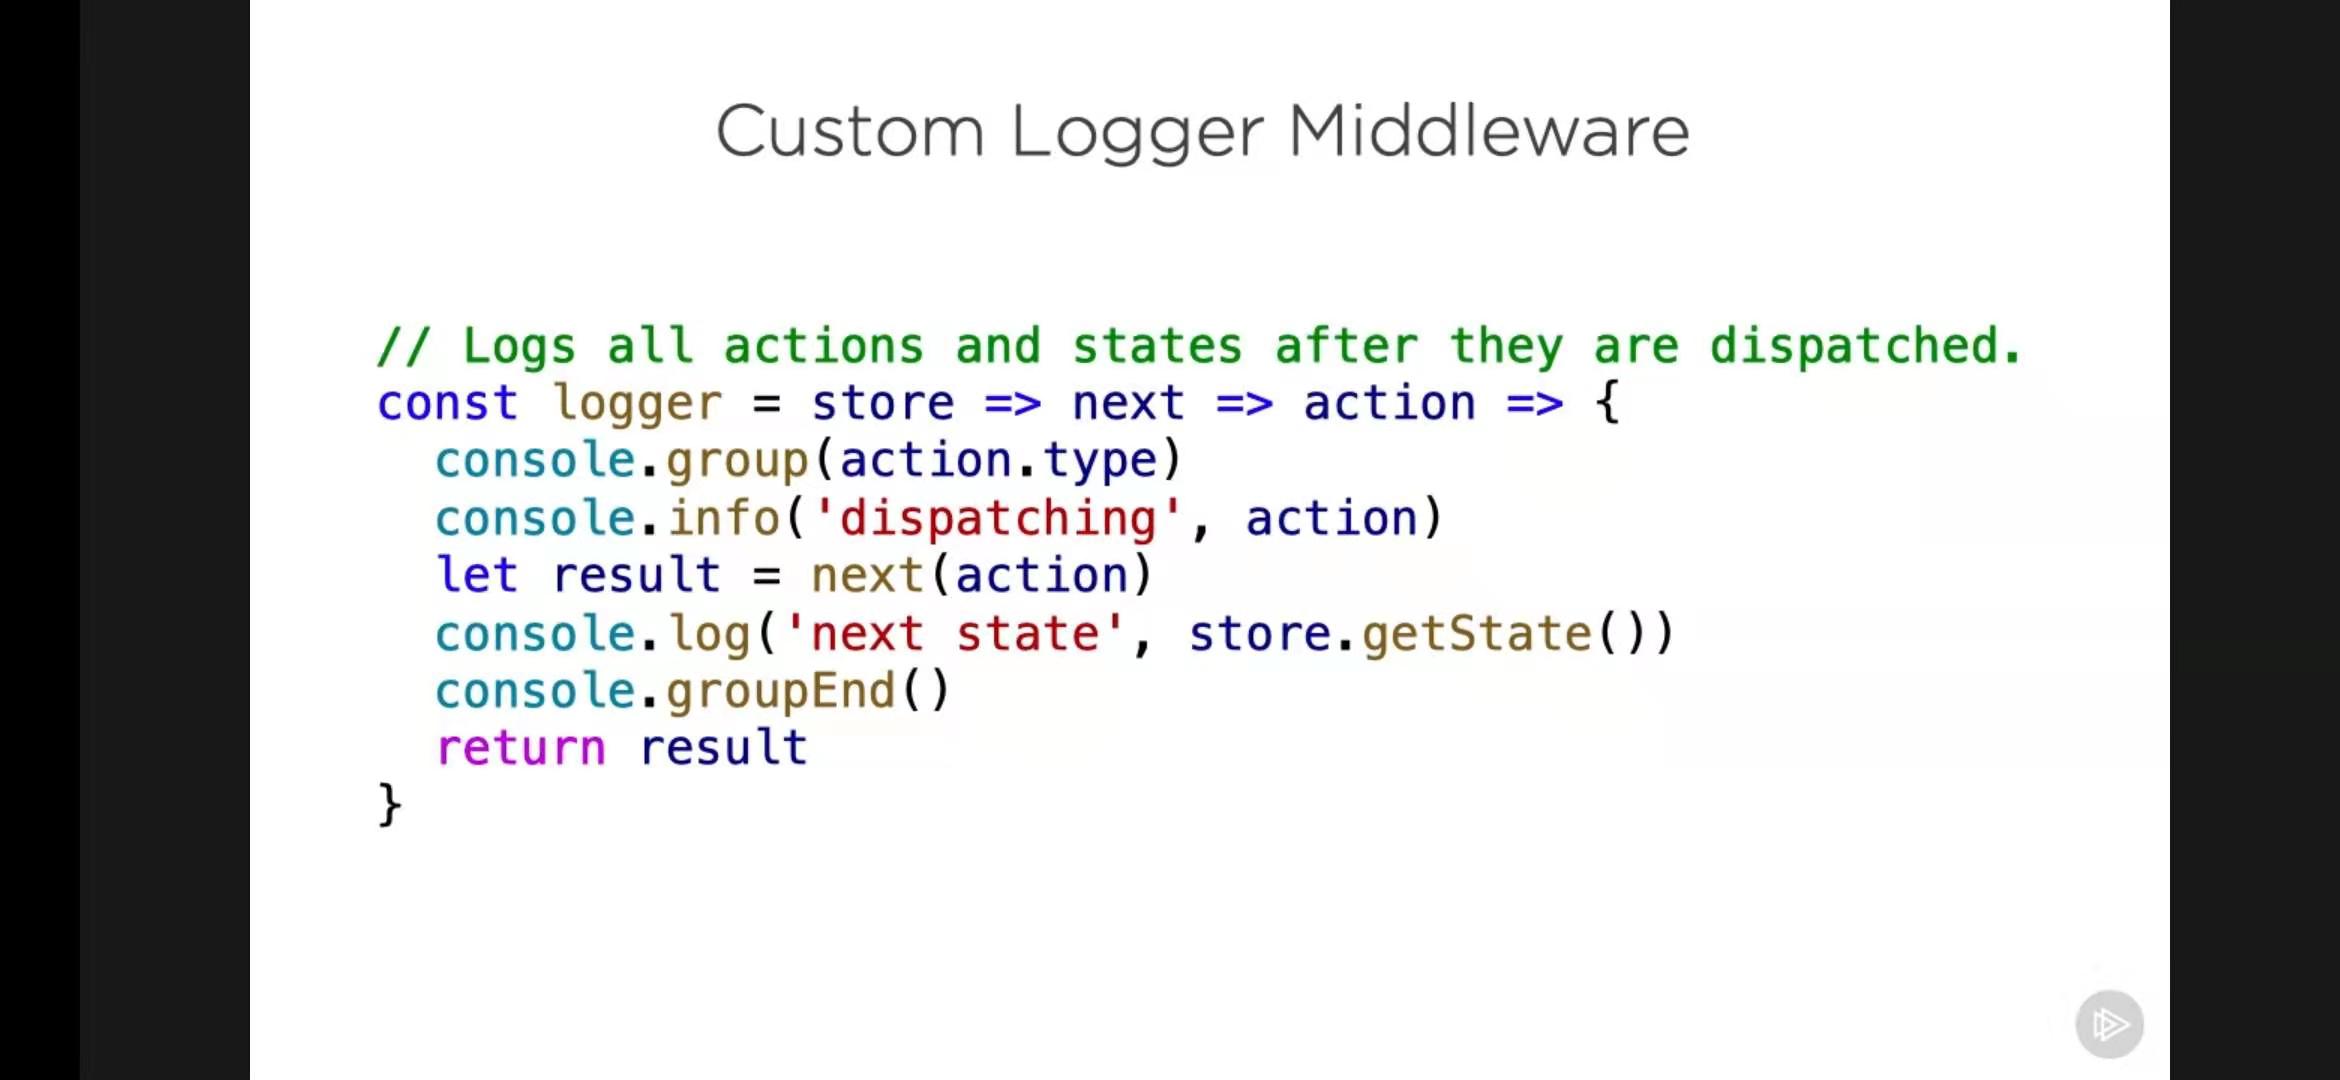 Custom Logger Middleware
// Logs all actions and states after they are dispatched.
const logger = store => next => action => {
  console.group(action.type)
  console.info('dispatching', action)
  let result = next(action)
  console.log('next state', store.getState())
  console.groupEnd()
  return result
}